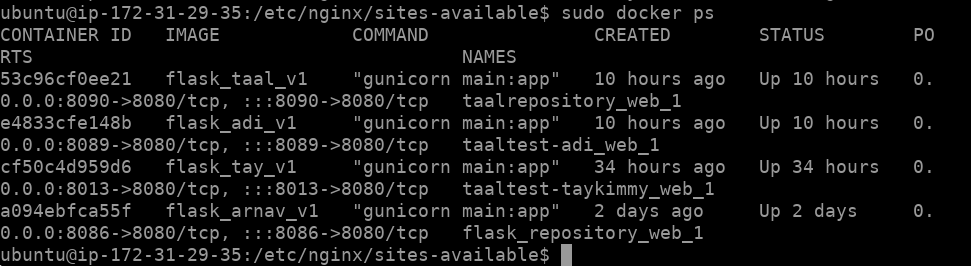 ubuntu@ip-172-31-29-35:/etc/nginx/sites-available$ sudo docker ps
CONTAINER ID   IMAGE            COMMAND              CREATED        STATUS        PO
RTS                                    NAMES
53c96cf0ee21   flask_taal_v1    "gunicorn main:app"   10 hours ago   Up 10 hours   0.
0.0.0:8090->8080/tcp, :::8090->8080/tcp   taalrepository_web_1
e4833cfe148b   flask_adi_v1     "gunicorn main:app"   10 hours ago   Up 10 hours   0.
0.0.0:8089->8080/tcp, :::8089->8080/tcp   taaltest-adi_web_1
cf50c4d959d6   flask_tay_v1     "gunicorn main:app"   34 hours ago   Up 34 hours   0.
0.0.0:8013->8080/tcp, :::8013->8080/tcp   taaltest-taykimmy_web_1
a094ebfca55f   flask_arnav_v1   "gunicorn main:app"   2 days ago     Up 2 days     0.
0.0.0:8086->8080/tcp, :::8086->8080/tcp   flask_repository_web_1
ubuntu@ip-172-31-29-35:/etc/nginx/sites-available$